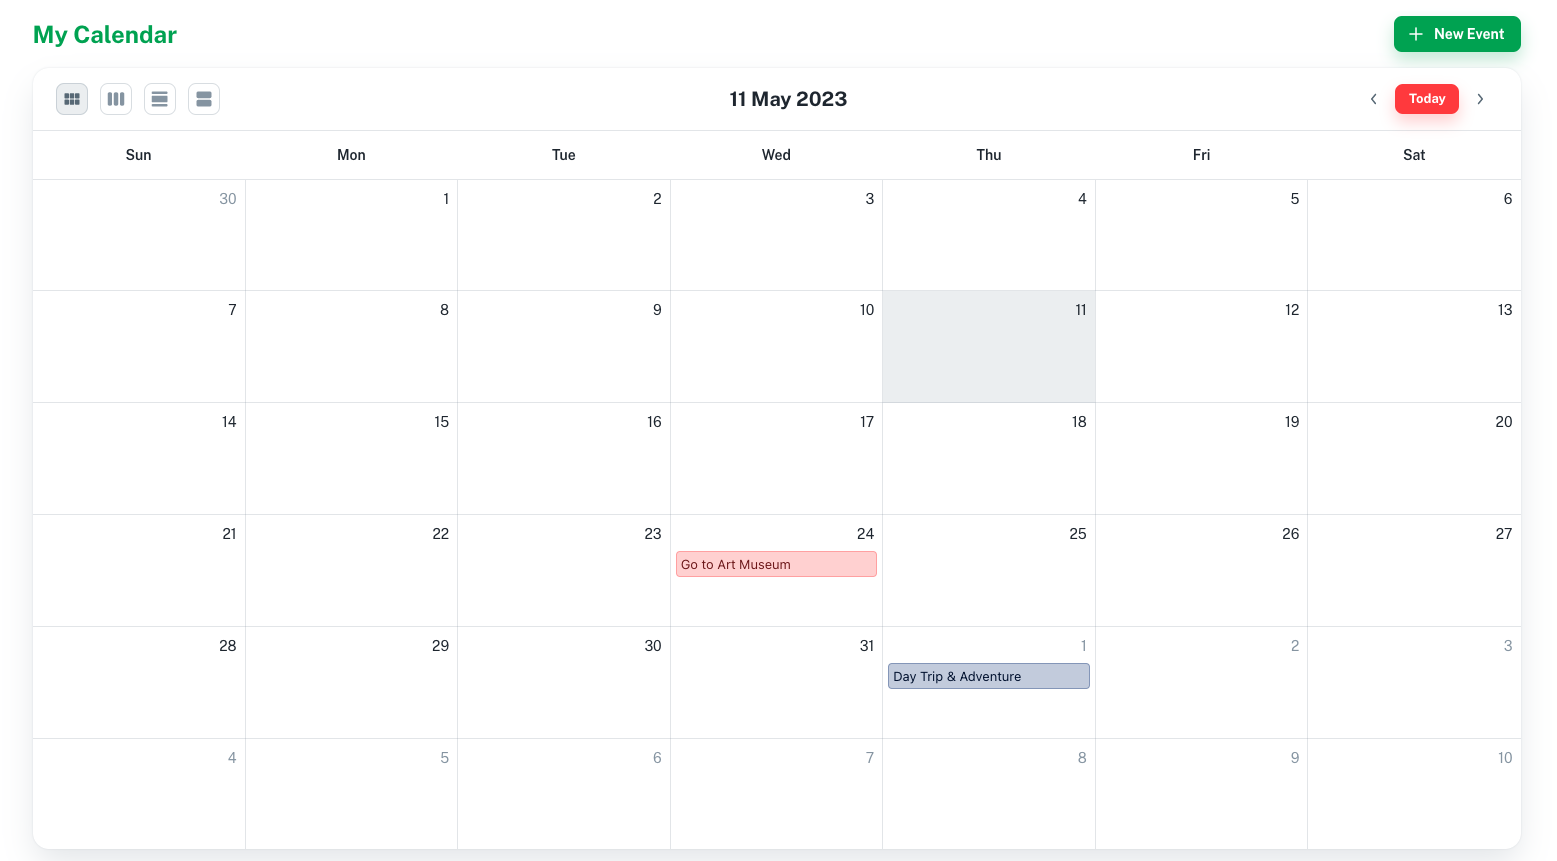 My Calendar
New Event
11 May 2023
Today
Sun Mon Tue Wed Thu Fri Sat
30 1 2 3 4 5 6
7 8 9 10 11 12 13
14 15 16 17 18 19 20
21 22 23 24 25 26 27
Go to Art Museum
28 29 30 31 1 2 3
Day Trip & Adventure
4 5 6 7 8 9 10